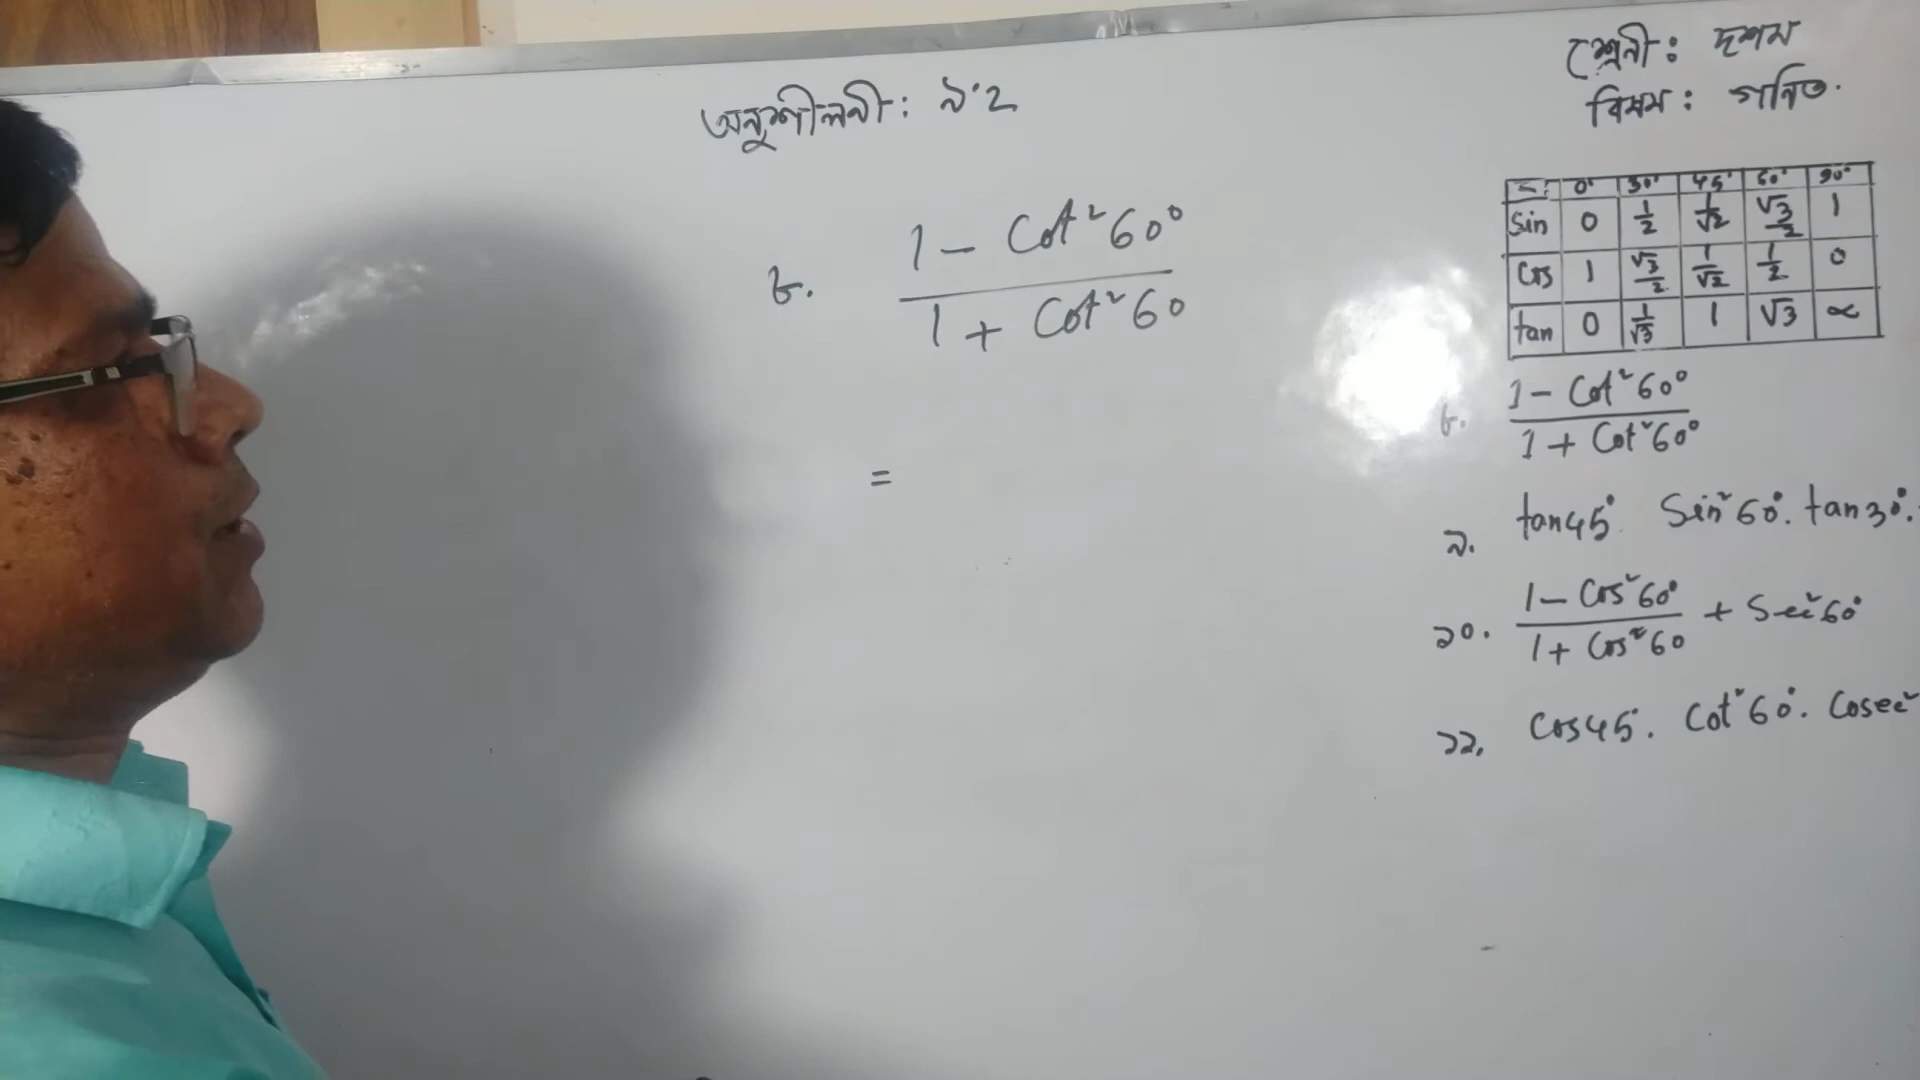 শ্রেনী: দশম
বিষয়: গনিত.
অনুশীলনী: ৯.২
৮. (1 - Cot²60°) / (1 + Cot²60)
=
∠ 0° 30° 45° 60° 90°
Sin 0 1/2 1/√2 √3/2 1
Cos 1 √3/2 1/√2 1/2 0
tan 0 1/√3 1 √3 ∝
৮. (1 - Cot²60°) / (1 + Cot²60°)
৯. tan45°. Sin²60°. tan30°.
১০. (1 - Cos²60°) / (1 + Cos²60) + Sec²60°
১১. Cos45°. Cot²60°. Cosec²